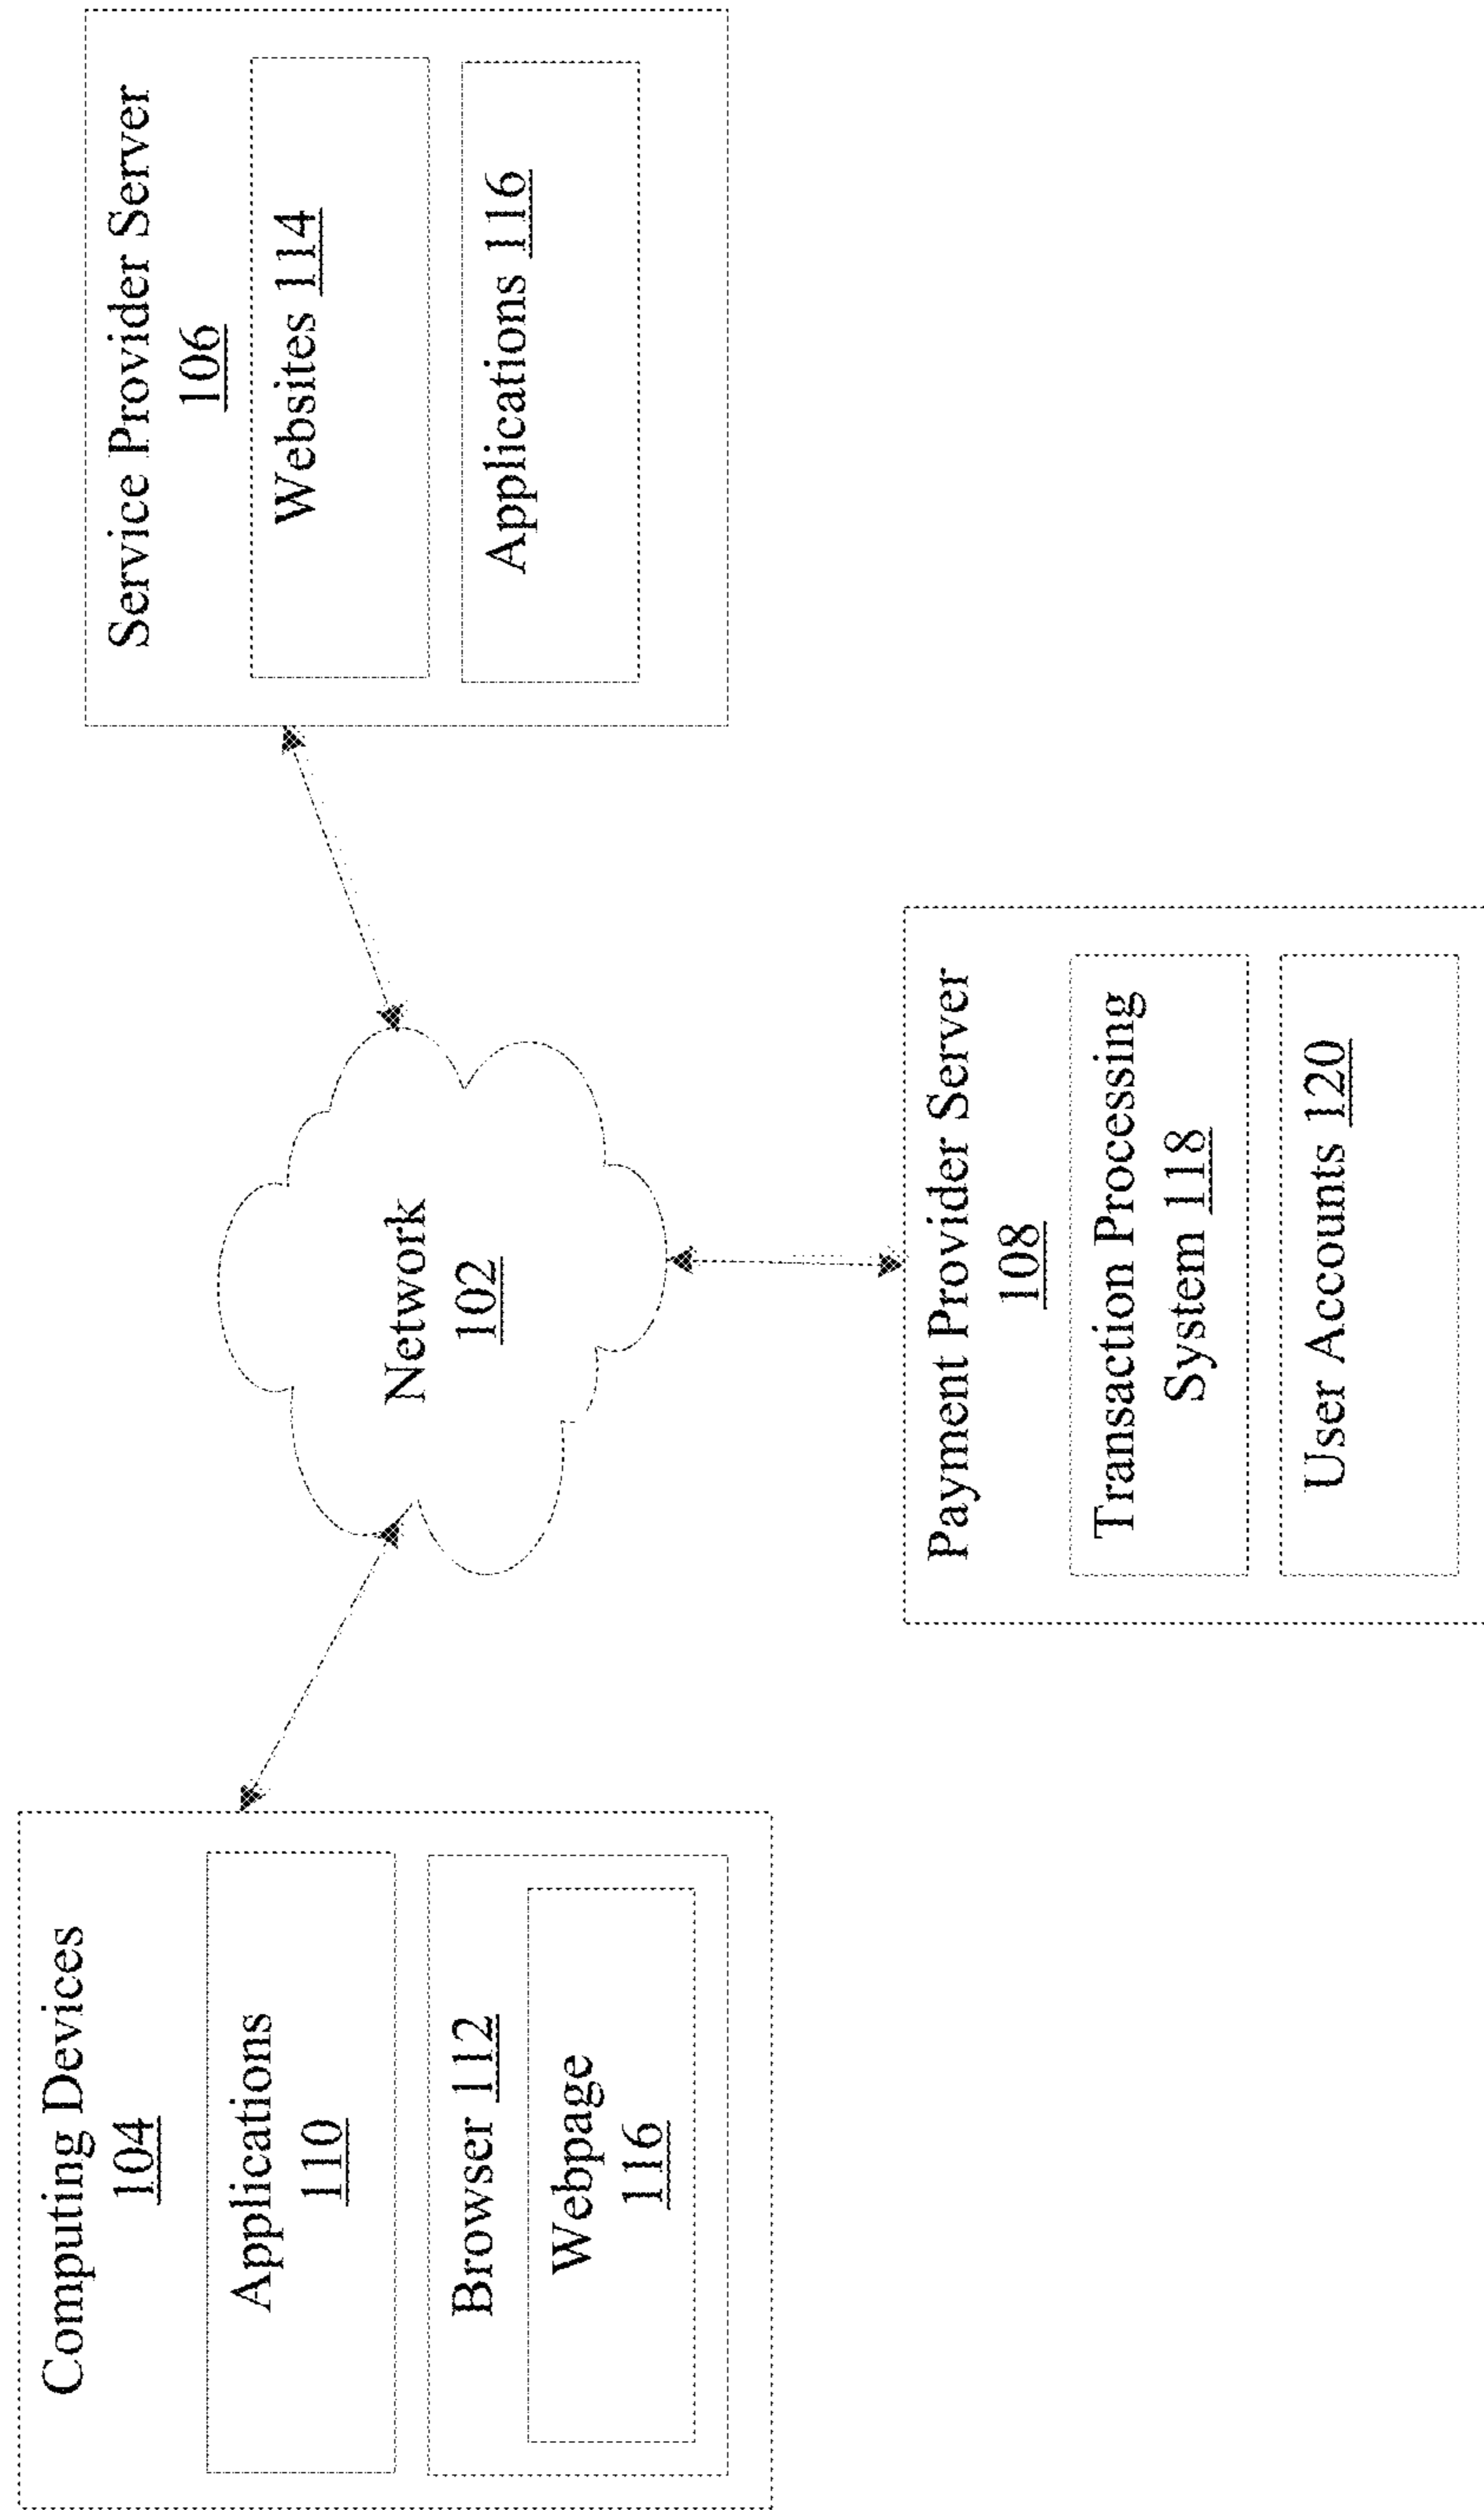 Computing Devices
104
Applications
110
Browser 112
Webpage
116
Network
102
Service Provider Server
106
Websites 114
Applications 116
Payment Provider Server
108
Transaction Processing
System 118
User Accounts 120